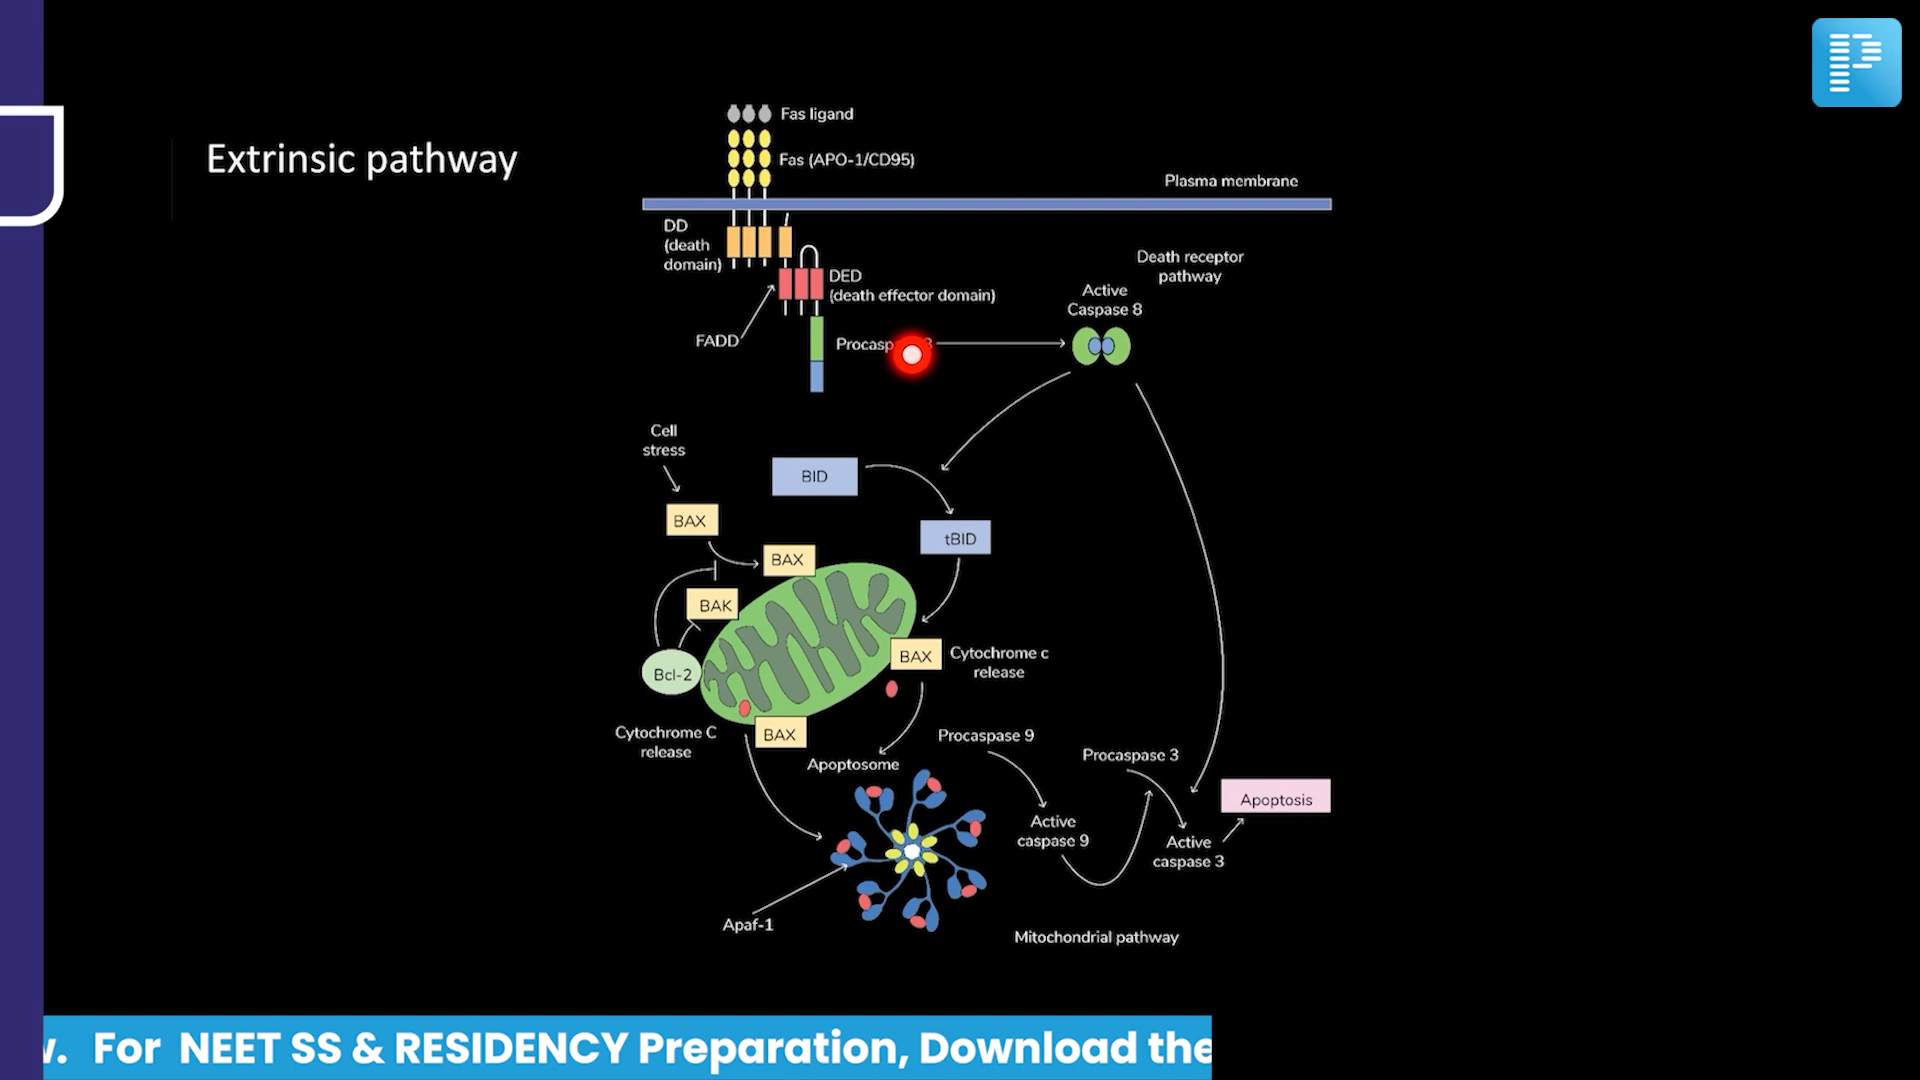 Extrinsic pathway
Fas ligand
Fas (APO-1/CD95)
Plasma membrane
DD
(death
domain)
DED
(death effector domain)
Death receptor
pathway
Active
Caspase 8
FADD
Cell
stress
BID
BAX
tBID
BAX
BAK
BAX
Cytochrome c
release
Bcl-2
Cytochrome C
release
BAX
Procaspase 9
Apoptosome
Procaspase 3
Apoptosis
Active
caspase 9
Active
caspase 3
Apaf-1
Mitochondrial pathway
For NEET SS & RESIDENCY Preparation, Download the